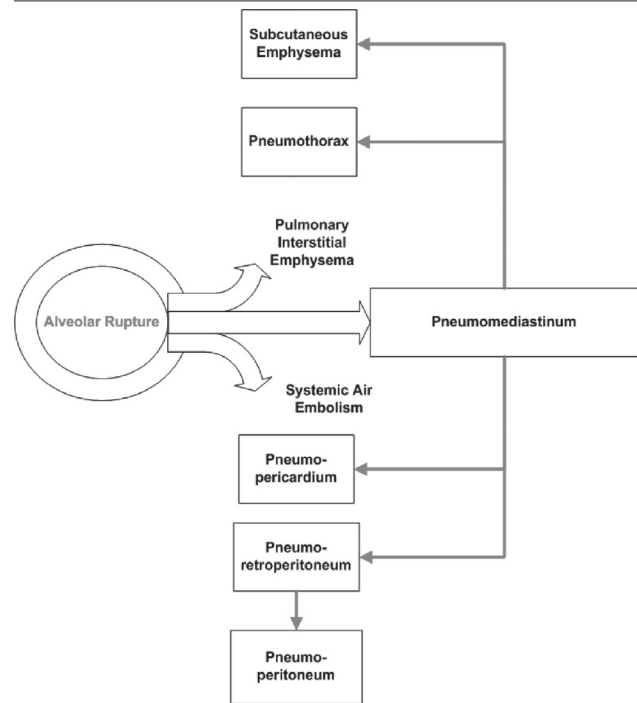 Subcutaneous
Emphysema
Pneumothorax
Pulmonary
Interstitial
Emphysema
Alveolar Rupture
Pneumomediastinum
Systemic Air
Embolism
Pneumo-
pericardium
Pneumo-
retroperitoneum
Pneumo-
peritoneum